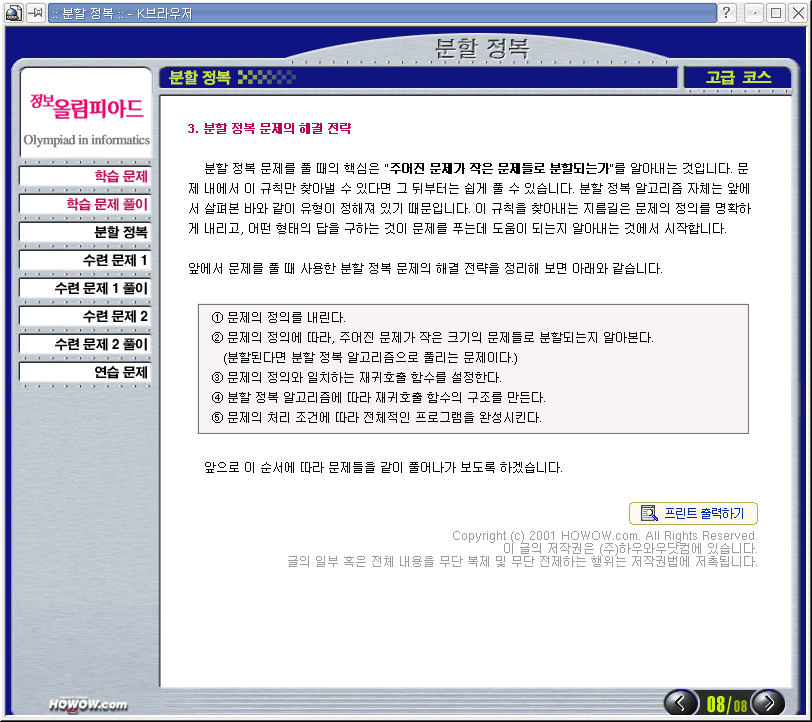 :: 분할 정복 :: - K브라우저
분할 정복
정보올림피아드
Olympiad in informatics
학습 문제
학습 문제 풀이
분할 정복
수련 문제 1
수련 문제 1 풀이
수련 문제 2
수련 문제 2 풀이
연습 문제
HOWOW.com
분할 정복
고급 코스
3. 분할 정복 문제의 해결 전략
분할 정복 문제를 풀 때의 핵심은 "주어진 문제가 작은 문제들로 분할되는가"를 알아내는 것입니다. 문
제 내에서 이 규칙만 찾아낼 수 있다면 그 뒤부터는 쉽게 풀 수 있습니다. 분할 정복 알고리즘 자체는 앞에
서 살펴본 바와 같이 유형이 정해져 있기 때문입니다. 이 규칙을 찾아내는 지름길은 문제의 정의를 명확하
게 내리고, 어떤 형태의 답을 구하는 것이 문제를 푸는데 도움이 되는지 알아내는 것에서 시작합니다.
앞에서 문제를 풀 때 사용한 분할 정복 문제의 해결 전략을 정리해 보면 아래와 같습니다.
① 문제의 정의를 내린다.
② 문제의 정의에 따라, 주어진 문제가 작은 크기의 문제들로 분할되는지 알아본다.
(분할된다면 분할 정복 알고리즘으로 풀리는 문제이다.)
③ 문제의 정의와 일치하는 재귀호출 함수를 설정한다.
④ 분할 정복 알고리즘에 따라 재귀호출 함수의 구조를 만든다.
⑤ 문제의 처리 조건에 따라 전체적인 프로그램을 완성시킨다.
앞으로 이 순서에 따라 문제들을 같이 풀어나가 보도록 하겠습니다.
프린트 출력하기
Copyright (c) 2001 HOWOW.com. All Rights Reserved.
이 글의 저작권은 (주)하우와우닷컴에 있습니다.
글의 일부 혹은 전체 내용을 무단 복제 및 무단 전제하는 행위는 저작권법에 저촉됩니다.
08/08